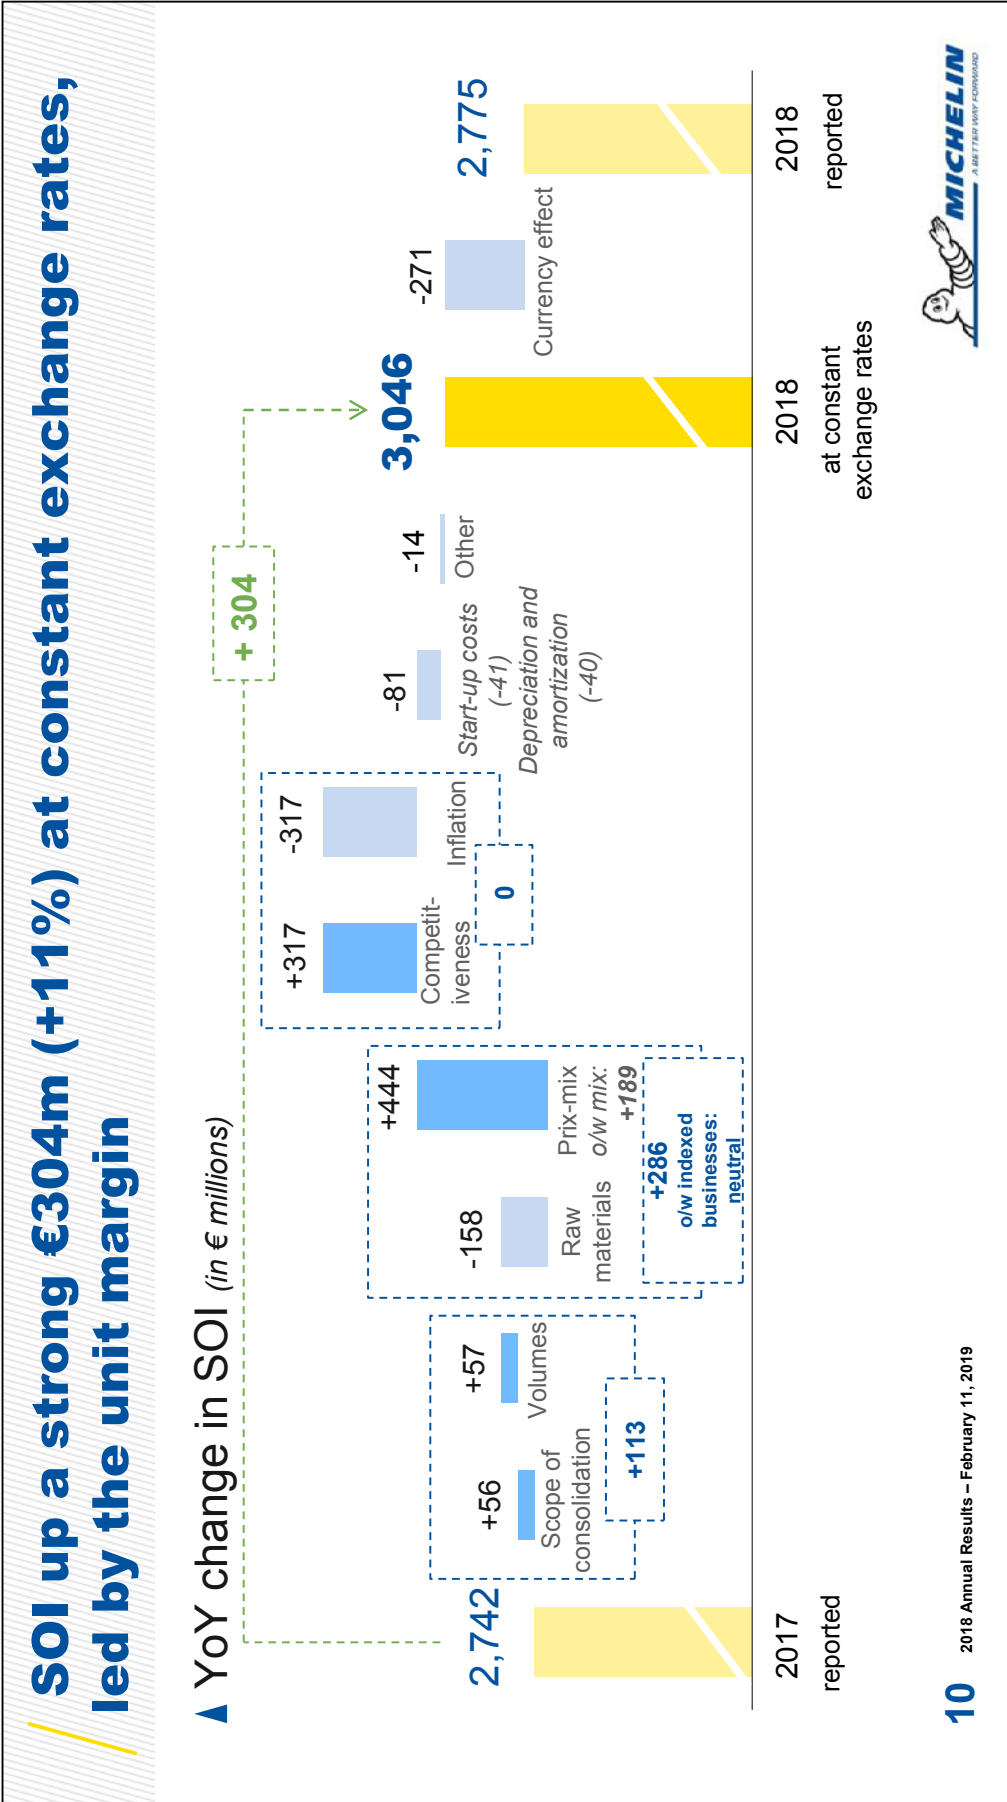 SOI up a strong €304m (+11%) at constant exchange rates,
led by the unit margin
YoY change in SOI (in € millions)
+ 304
2,742
+56
Scope of
consolidation
+57
Volumes
+113
-158
Raw
materials
+444
Prix-mix
o/w mix:
+189
+286
o/w indexed
businesses:
neutral
+317
Competit-
iveness
-317
Inflation
0
-81
Start-up costs
(-41)
Depreciation and
amortization
(-40)
-14
Other
3,046
-271
Currency effect
2,775
2017
reported
2018
at constant
exchange rates
2018
reported
10
2018 Annual Results – February 11, 2019
MICHELIN
A BETTER WAY FORWARD